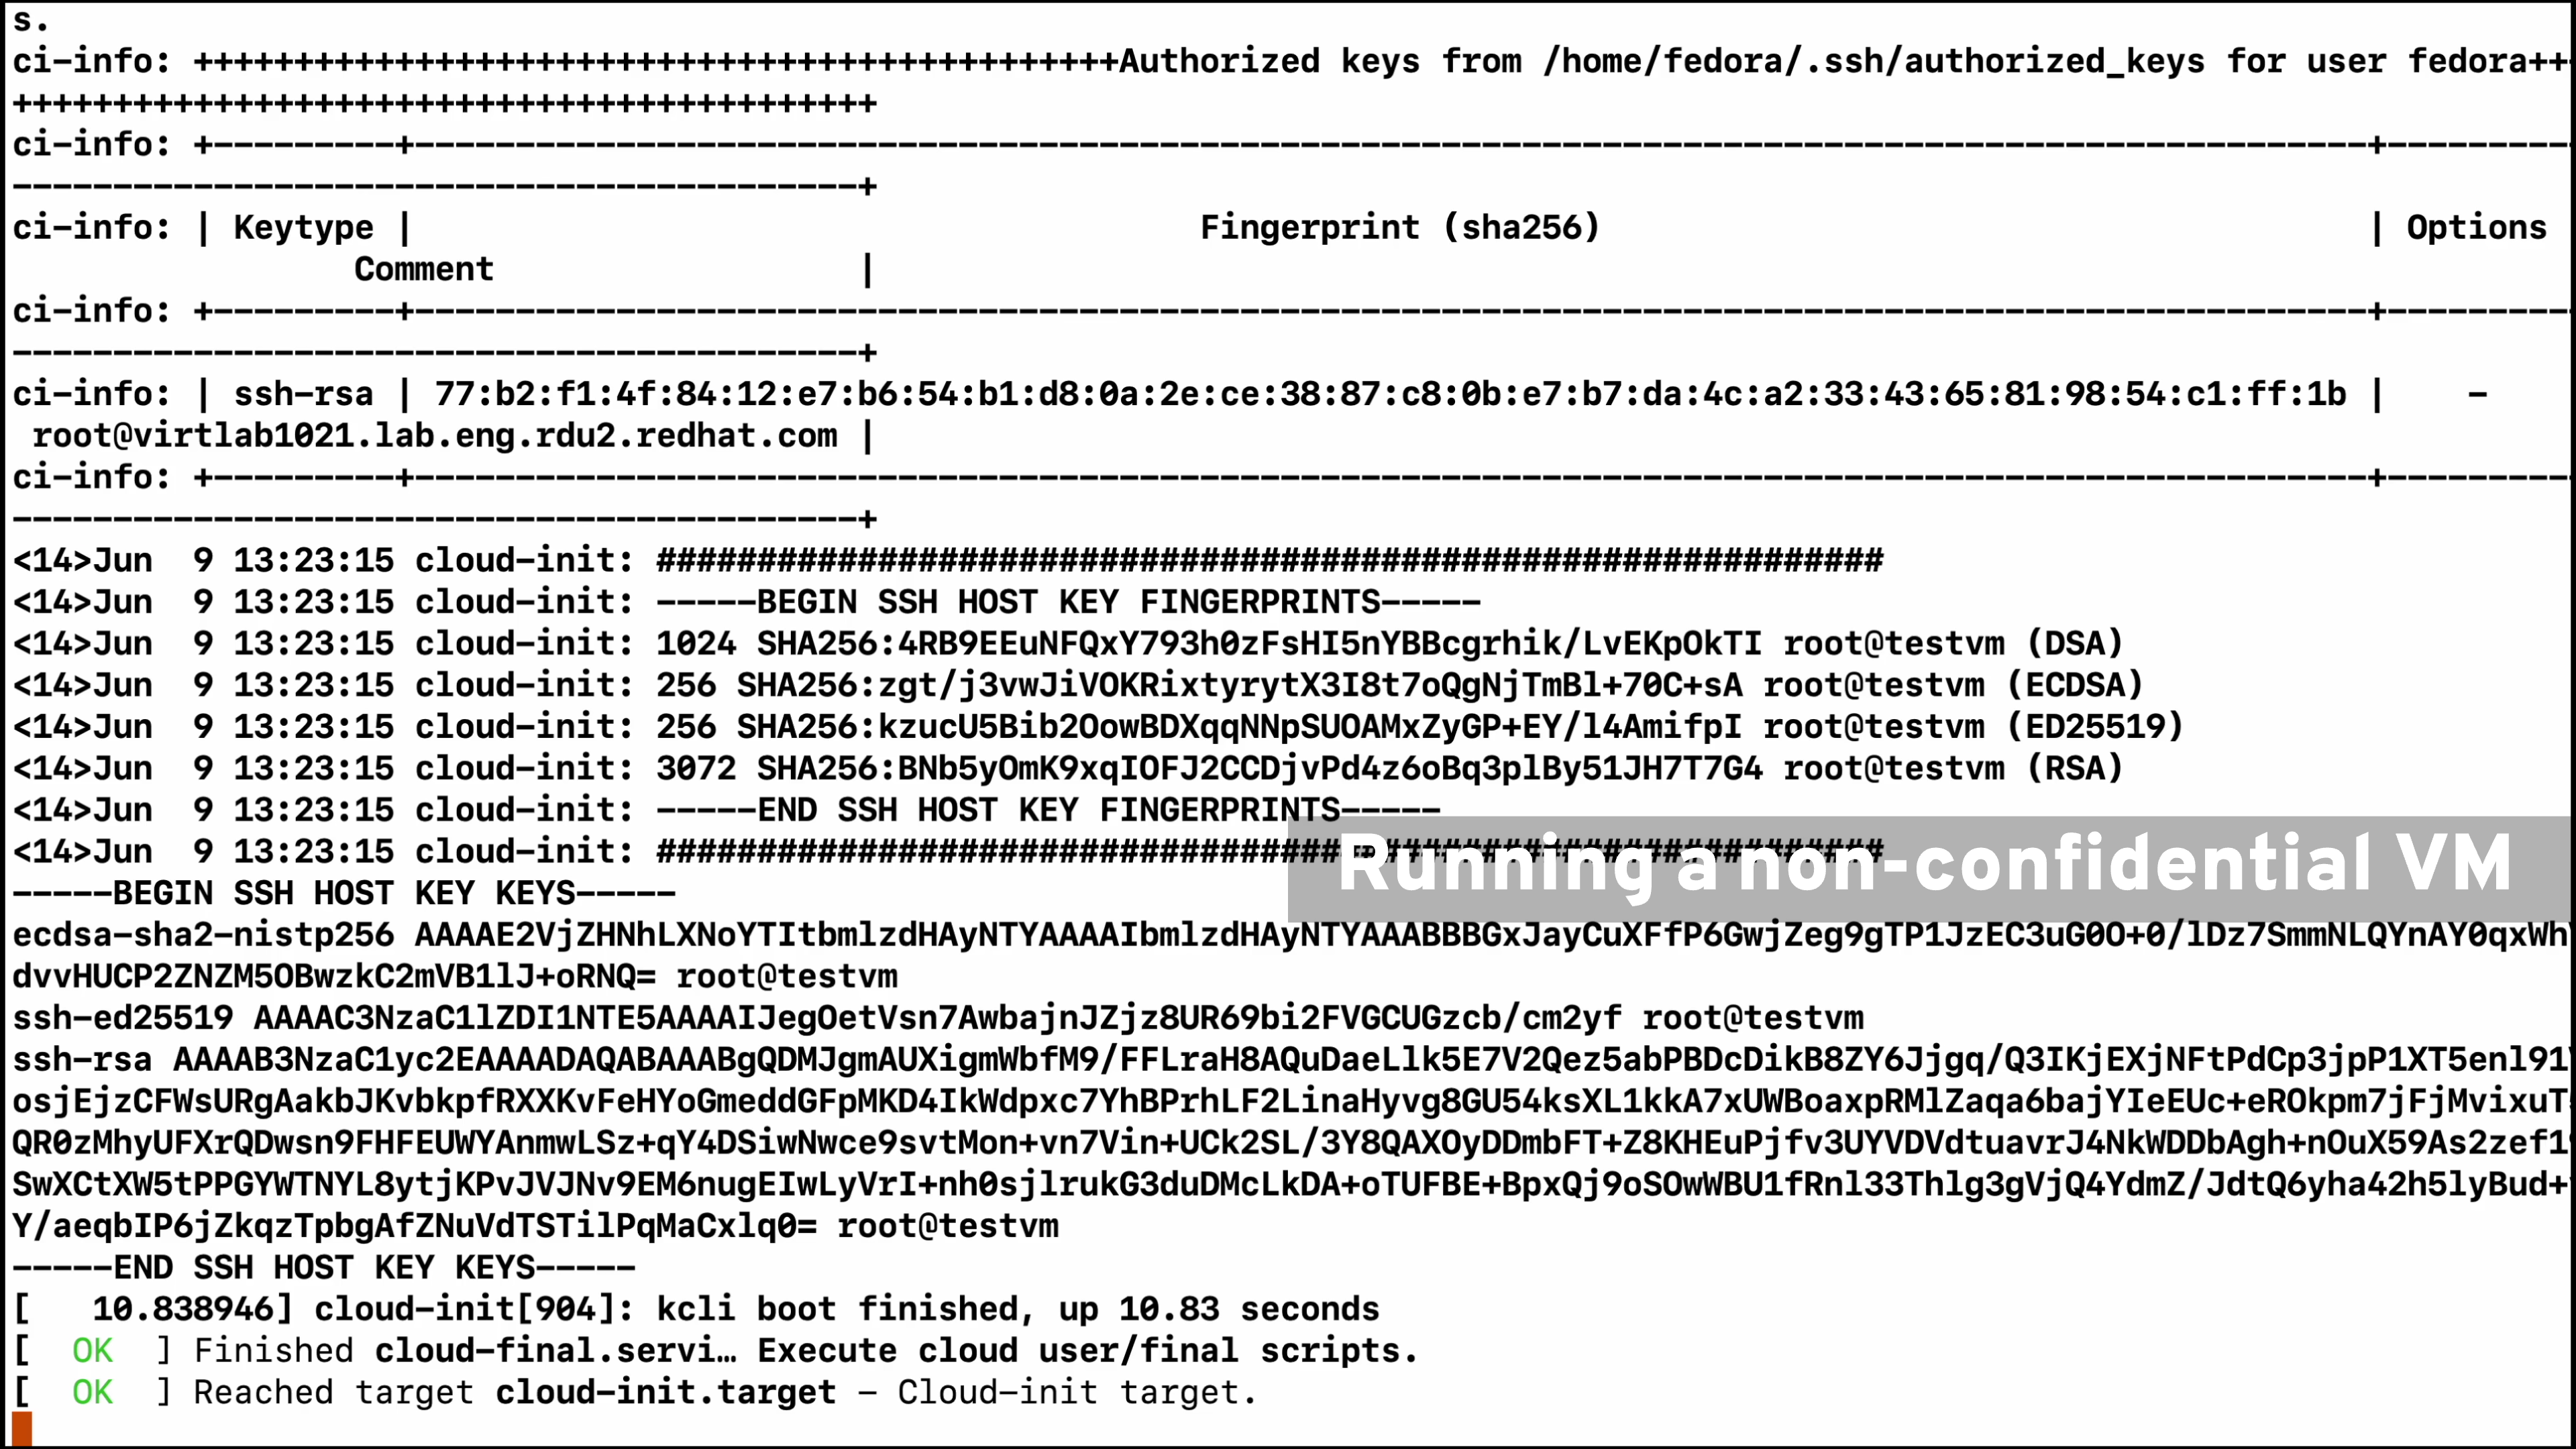 s.
ci-info: ++++++++++++++++++++++++++++++++++++++++++++++Authorized keys from /home/fedora/.ssh/authorized_keys for user fedora++
+++++++++++++++++++++++++++++++++++++++++++
ci-info: +---------+-------------------------------------------------------------------------------------------------+---------
------------------------------------------+
ci-info: | Keytype |                                       Fingerprint (sha256)                                      | Options
                 Comment                  |
ci-info: +---------+-------------------------------------------------------------------------------------------------+---------
------------------------------------------+
ci-info: | ssh-rsa | 77:b2:f1:4f:84:12:e7:b6:54:b1:d8:0a:2e:ce:38:87:c8:0b:e7:b7:da:4c:a2:33:43:65:81:98:54:c1:ff:1b |    -
 root@virtlab1021.lab.eng.rdu2.redhat.com |
ci-info: +---------+-------------------------------------------------------------------------------------------------+---------
------------------------------------------+
<14>Jun  9 13:23:15 cloud-init: #############################################################
<14>Jun  9 13:23:15 cloud-init: -----BEGIN SSH HOST KEY FINGERPRINTS-----
<14>Jun  9 13:23:15 cloud-init: 1024 SHA256:4RB9EEuNFQxY793h0zFsHI5nYBBcgrhik/LvEKpOkTI root@testvm (DSA)
<14>Jun  9 13:23:15 cloud-init: 256 SHA256:zgt/j3vwJiVOKRixtyrytX3I8t7oQgNjTmBl+70C+sA root@testvm (ECDSA)
<14>Jun  9 13:23:15 cloud-init: 256 SHA256:kzucU5Bib2OowBDXqqNNpSUOAMxZyGP+EY/l4AmifpI root@testvm (ED25519)
<14>Jun  9 13:23:15 cloud-init: 3072 SHA256:BNb5yOmK9xqIOFJ2CCDjvPd4z6oBq3plBy51JH7T7G4 root@testvm (RSA)
<14>Jun  9 13:23:15 cloud-init: -----END SSH HOST KEY FINGERPRINTS-----
<14>Jun  9 13:23:15 cloud-init: #############################################################
Running a non-confidential VM
-----BEGIN SSH HOST KEY KEYS-----
ecdsa-sha2-nistp256 AAAAE2VjZHNhLXNoYTItbmlzdHAyNTYAAAAIbmlzdHAyNTYAAABBBGxJayCuXFfP6GwjZeg9gTP1JzEC3uG0O+0/lDz7SmmNLQYnAY0qxWh
dvvHUCP2ZNZM5OBwzkC2mVB1lJ+oRNQ= root@testvm
ssh-ed25519 AAAAC3NzaC1lZDI1NTE5AAAAIJegOetVsn7AwbajnJZjz8UR69bi2FVGCUGzcb/cm2yf root@testvm
ssh-rsa AAAAB3NzaC1yc2EAAAADAQABAAABgQDMJgmAUXigmWbfM9/FFLraH8AQuDaeLlk5E7V2Qez5abPBDcDikB8ZY6Jjgq/Q3IKjEXjNFtPdCp3jpP1XT5enl91
osjEjzCFWsURgAakbJKvbkpfRXXKvFeHYoGmeddGFpMKD4IkWdpxc7YhBPrhLF2LinaHyvg8GU54ksXL1kkA7xUWBoaxpRMlZaqa6bajYIeEUc+eROkpm7jFjMvixuT
QR0zMhyUFXrQDwsn9FHFEUWYAnmwLSz+qY4DSiwNwce9svtMon+vn7Vin+UCk2SL/3Y8QAXOyDDmbFT+Z8KHEuPjfv3UYVDVdtuavrJ4NkWDDbAgh+nOuX59As2zef1
SwXCtXW5tPPGYWTNYL8ytjKPvJVJNv9EM6nugEIwLyVrI+nh0sjlrukG3duDMcLkDA+oTUFBE+BpxQj9oSOwWBU1fRnl33Thlg3gVjQ4YdmZ/JdtQ6yha42h5lyBud+
Y/aeqbIP6jZkqzTpbgAfZNuVdTSTilPqMaCxlq0= root@testvm
-----END SSH HOST KEY KEYS-----
[   10.838946] cloud-init[904]: kcli boot finished, up 10.83 seconds
[  OK  ] Finished cloud-final.servi… Execute cloud user/final scripts.
[  OK  ] Reached target cloud-init.target - Cloud-init target.